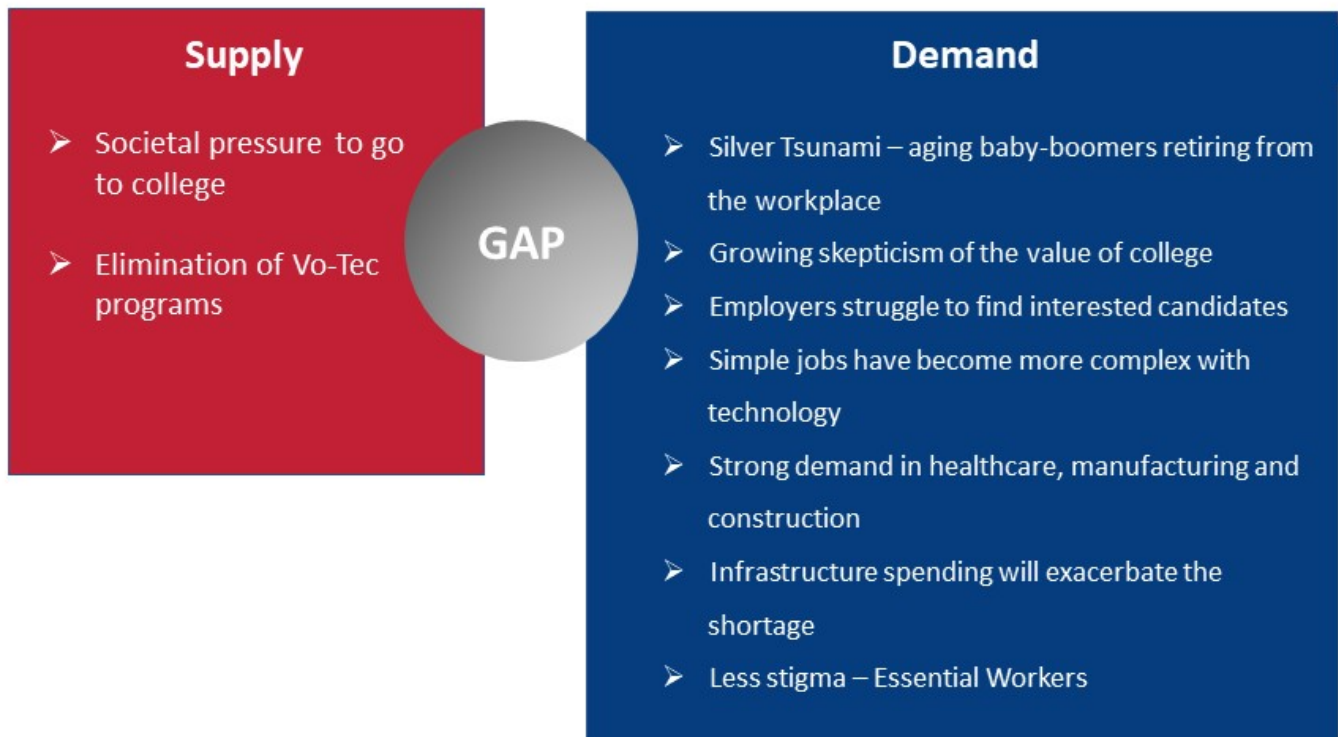 Supply
➢ Societal pressure to go
to college
➢ Elimination of Vo-Tec
programs
GAP
Demand
➢ Silver Tsunami – aging baby-boomers retiring from
the workplace
➢ Growing skepticism of the value of college
➢ Employers struggle to find interested candidates
➢ Simple jobs have become more complex with
technology
➢ Strong demand in healthcare, manufacturing and
construction
➢ Infrastructure spending will exacerbate the
shortage
➢ Less stigma – Essential Workers